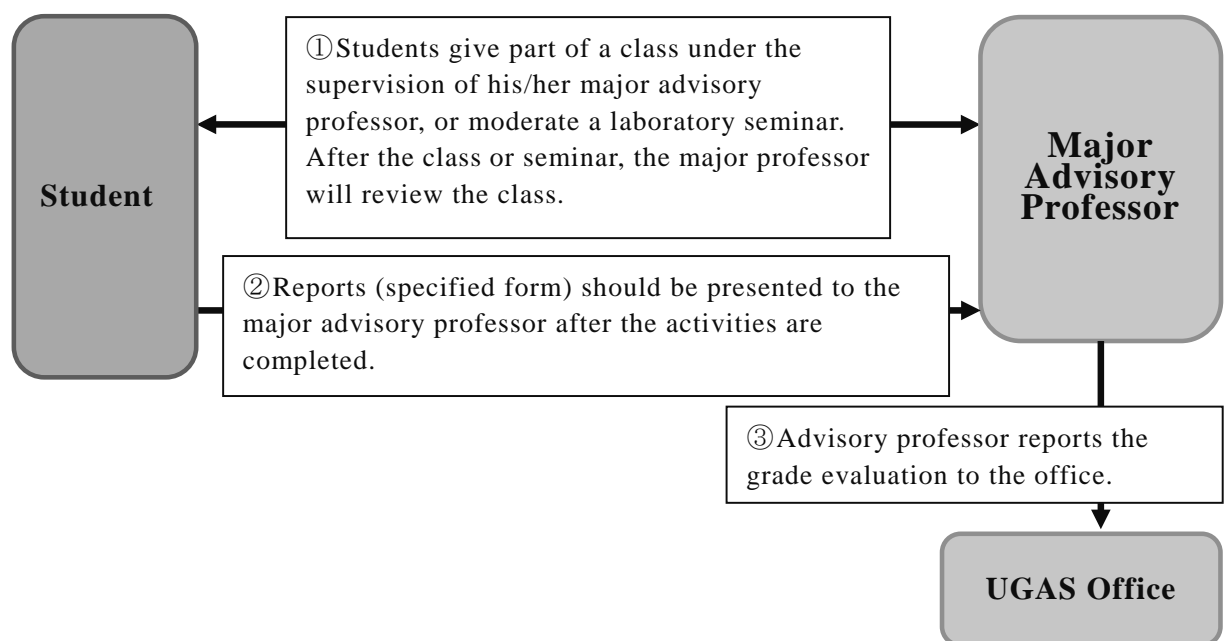 ①Students give part of a class under the
supervision of his/her major advisory
professor, or moderate a laboratory seminar.
After the class or seminar, the major professor
will review the class.
Student
Major
Advisory
Professor
②Reports (specified form) should be presented to the
major advisory professor after the activities are
completed.
③Advisory professor reports the
grade evaluation to the office.
UGAS Office